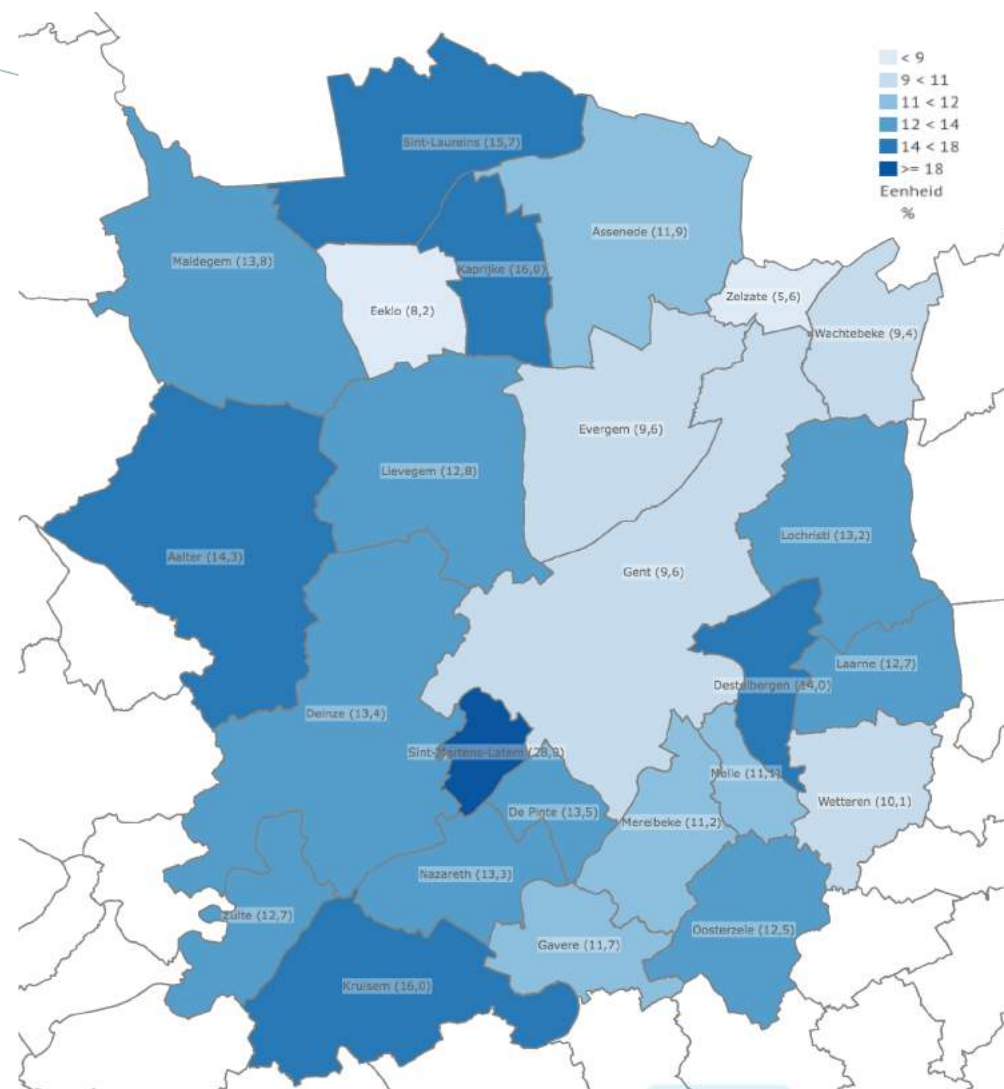 < 9
9 < 11
11 < 12
12 < 14
14 < 18
>= 18
Eenheid
%
Sint-Laureins (15,7)
Assenede (11,9)
Maldegem (13,8)
Kaprijke (16,0)
Zelzate (5,6)
Eeklo (8,2)
Wachtebeke (9,4)
Evergem (9,6)
Lievegem (12,8)
Lochristi (13,2)
Aalter (14,3)
Gent (9,6)
Laarne (12,7)
Destelbergen (14,0)
Deinze (13,4)
Sint-Martens-Latem
Melle (11,1)
Wetteren (10,1)
De Pinte (13,5)
Merelbeke (11,2)
Nazareth (13,3)
Zulte (12,7)
Oosterzele (12,5)
Gavere (11,7)
Kruisem (16,0)